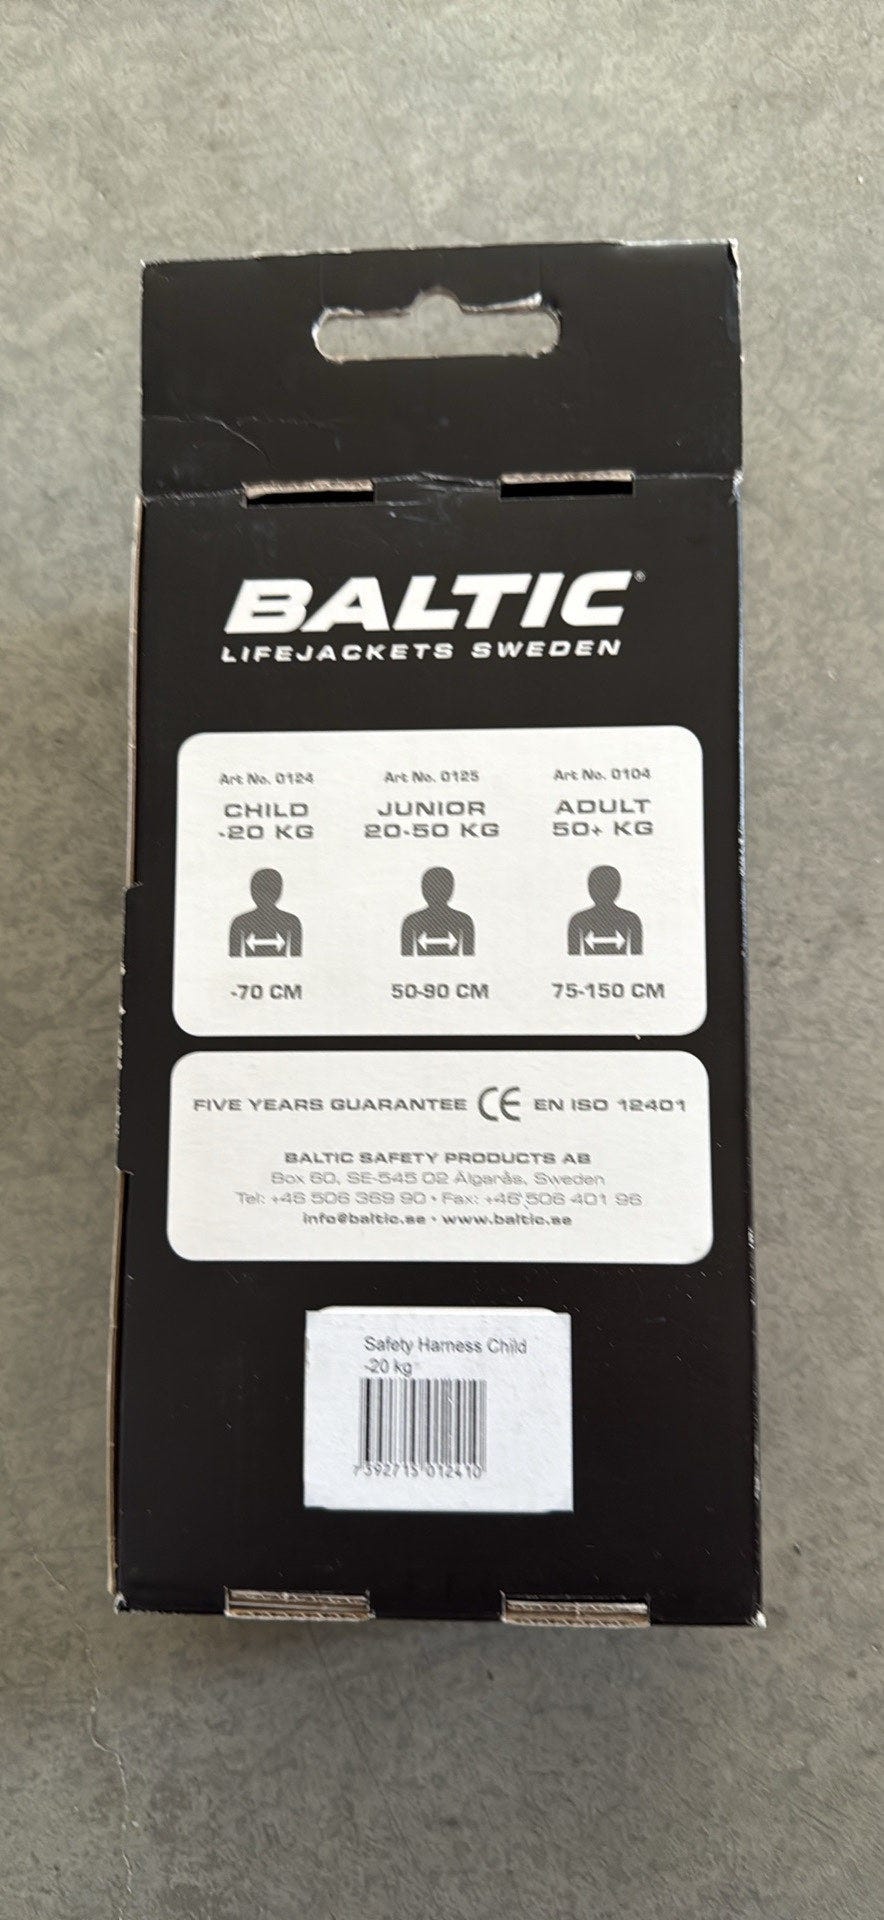 BALTIC®
LIFEJACKETS SWEDEN
Art No. 0124 Art No. 0125 Art No. 0104
CHILD JUNIOR ADULT
-20 KG 20-50 KG 50+ KG
-70 CM 50-90 CM 75-150 CM
FIVE YEARS GUARANTEE CE EN ISO 12401
BALTIC SAFETY PRODUCTS AB
Box 60, SE-545 02 Älgarås, Sweden
Tel: +46 506 369 90 • Fax: +46 506 401 96
info@baltic.se • www.baltic.se
Safety Harness Child
-20 kg
7 392715 012410